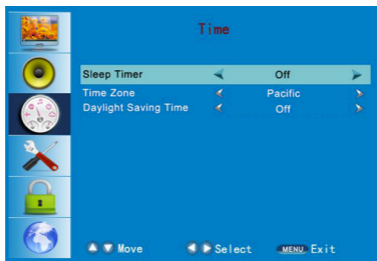 Time
Sleep Timer Off
Time Zone Pacific
Daylight Saving Time Off
Move Select MENU Exit